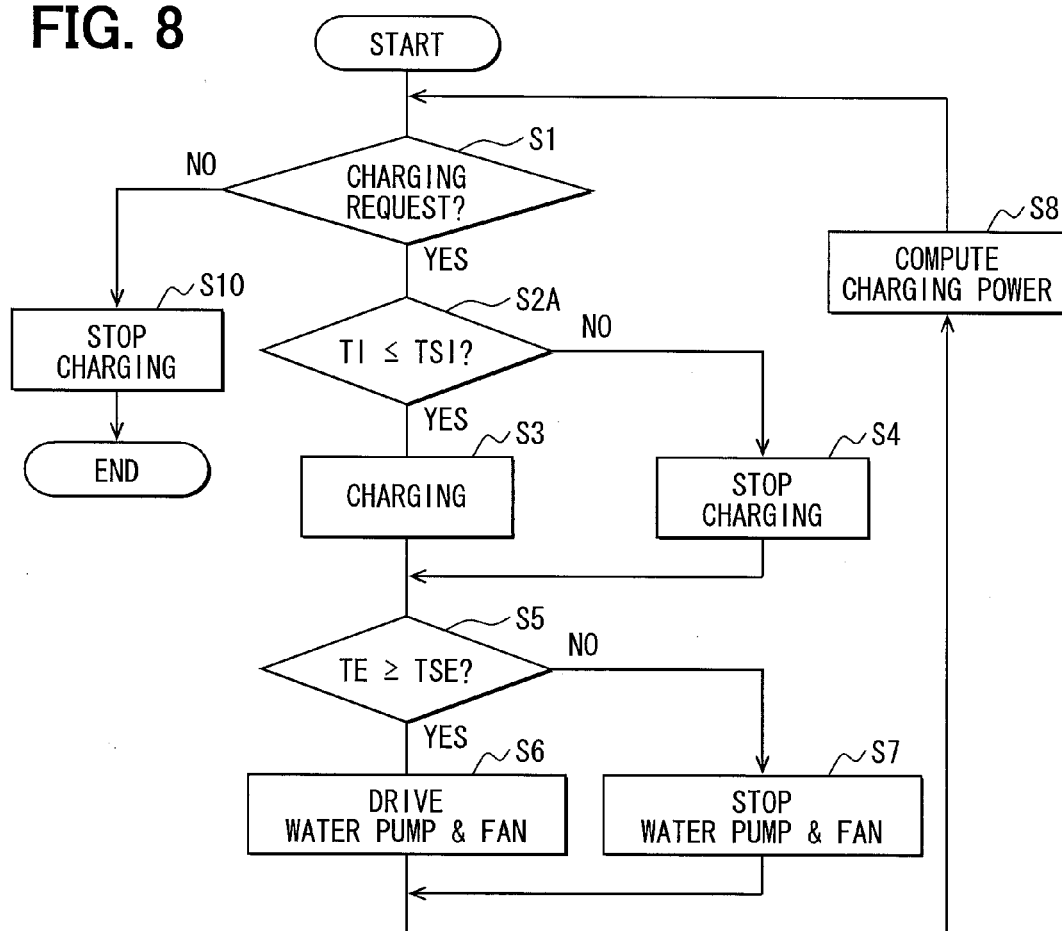 FIG. 8
START
S1
NO
CHARGING
REQUEST?
YES
S8
COMPUTE
CHARGING POWER
S10
STOP
CHARGING
END
S2A
NO
TI ≤ TSI?
YES
S3
CHARGING
S4
STOP
CHARGING
S5
NO
TE ≥ TSE?
YES
S6
DRIVE
WATER PUMP & FAN
S7
STOP
WATER PUMP & FAN